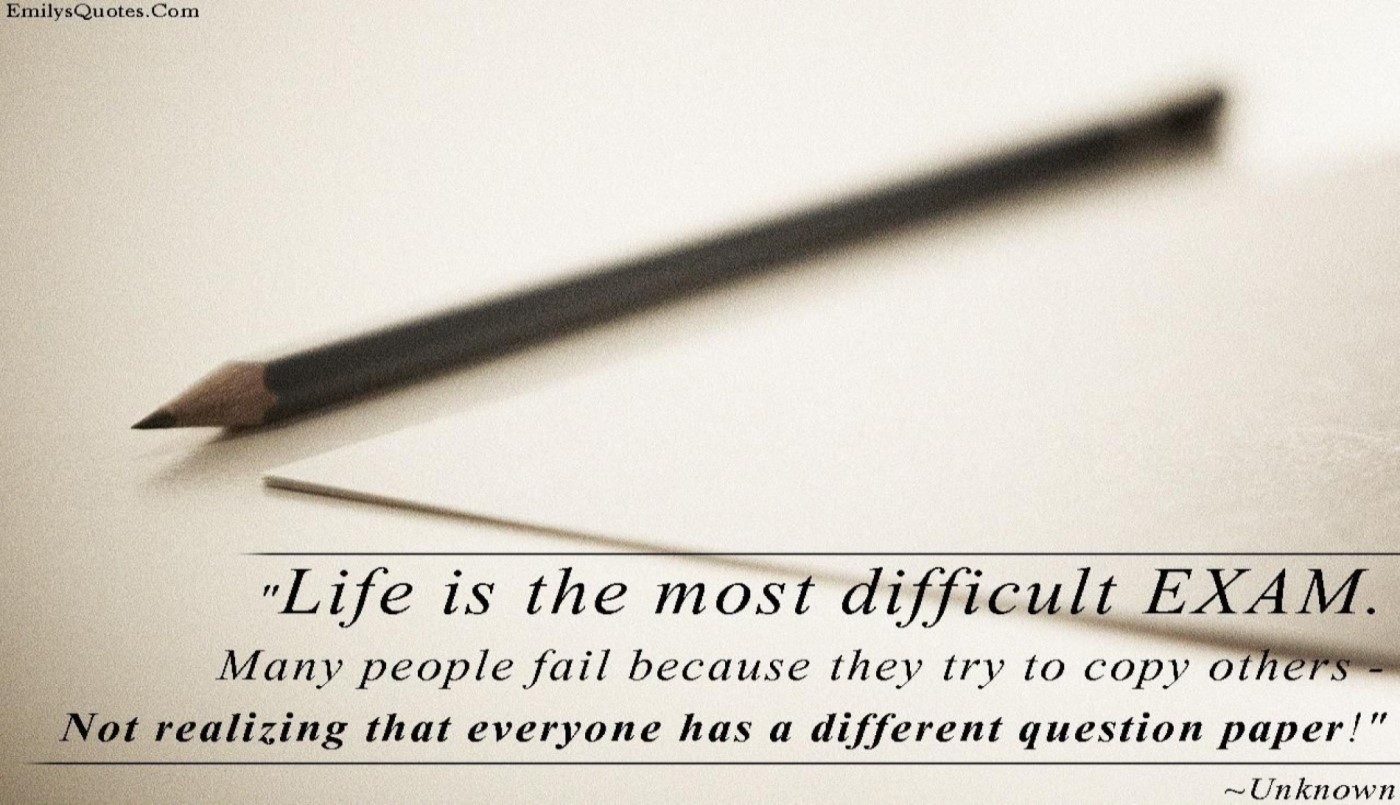 EmilysQuotes.Com
"Life is the most difficult EXAM.
Many people fail because they try to copy others -
Not realizing that everyone has a different question paper!"
~Unknown